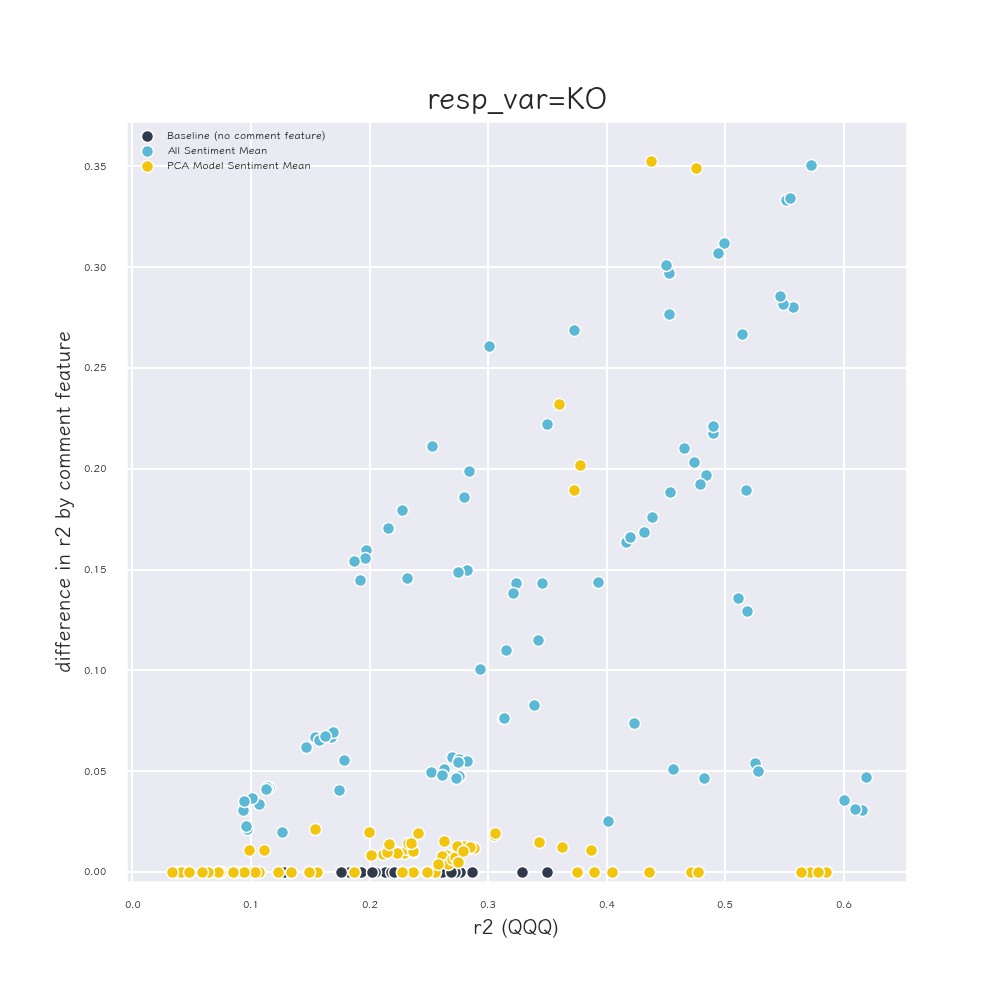 resp_var=KO
Baseline (no comment feature)
All Sentiment Mean
PCA Model Sentiment Mean
difference in r2 by comment feature
0.35
0.30
0.25
0.20
0.15
0.10
0.05
0.00
0.0 0.1 0.2 0.3 0.4 0.5 0.6
r2 (QQQ)